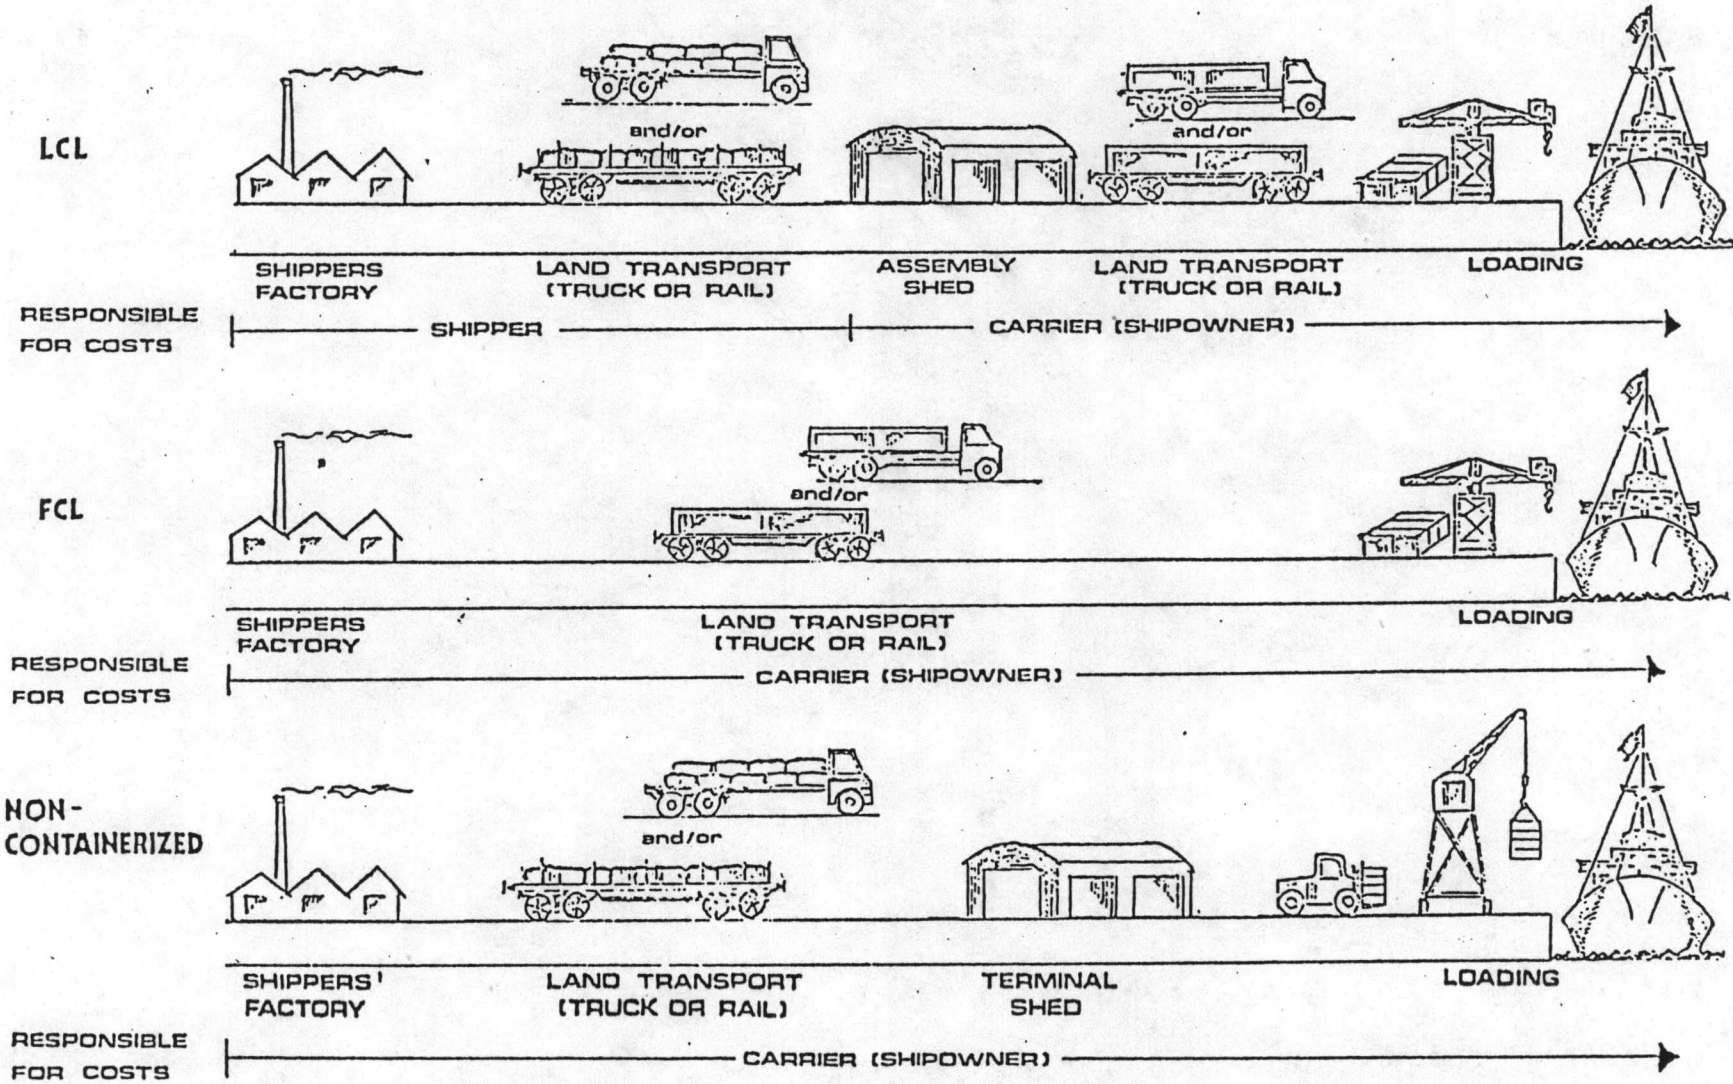 LCL
and/or
and/or
SHIPPERS
FACTORY
LAND TRANSPORT
(TRUCK OR RAIL)
ASSEMBLY
SHED
LAND TRANSPORT
(TRUCK OR RAIL)
LOADING
RESPONSIBLE
FOR COSTS
SHIPPER
CARRIER (SHIPOWNER)
FCL
and/or
SHIPPERS
FACTORY
LAND TRANSPORT
(TRUCK OR RAIL)
LOADING
RESPONSIBLE
FOR COSTS
CARRIER (SHIPOWNER)
NON-
CONTAINERIZED
and/or
SHIPPERS'
FACTORY
LAND TRANSPORT
(TRUCK OR RAIL)
TERMINAL
SHED
LOADING
RESPONSIBLE
FOR COSTS
CARRIER (SHIPOWNER)